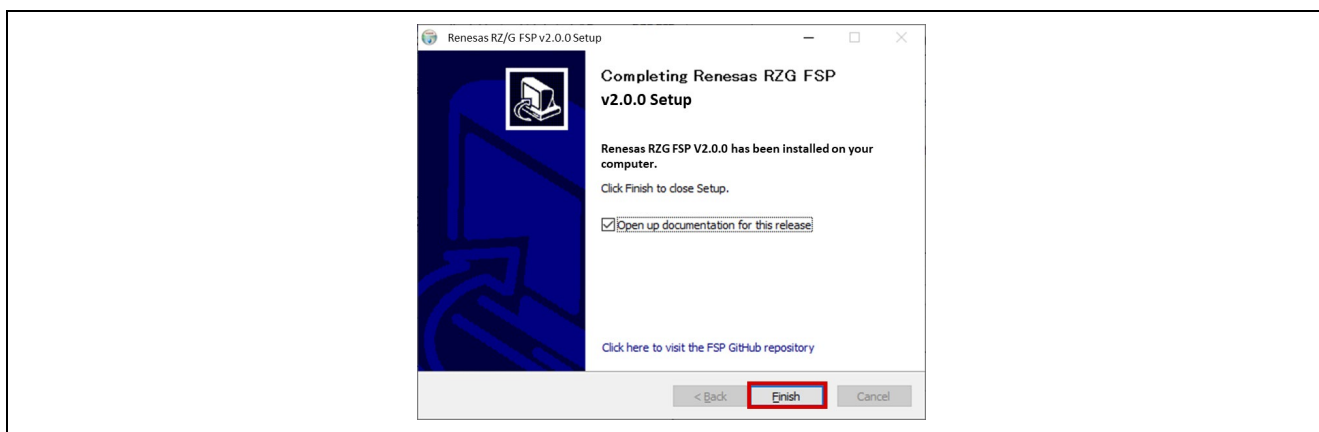 Renesas RZ/G FSP v2.0.0 Setup
Completing Renesas RZG FSP
v2.0.0 Setup
Renesas RZG FSP V2.0.0 has been installed on your
computer.
Click Finish to close Setup.
Open up documentation for this release
Click here to visit the FSP GitHub repository
< Back Finish Cancel